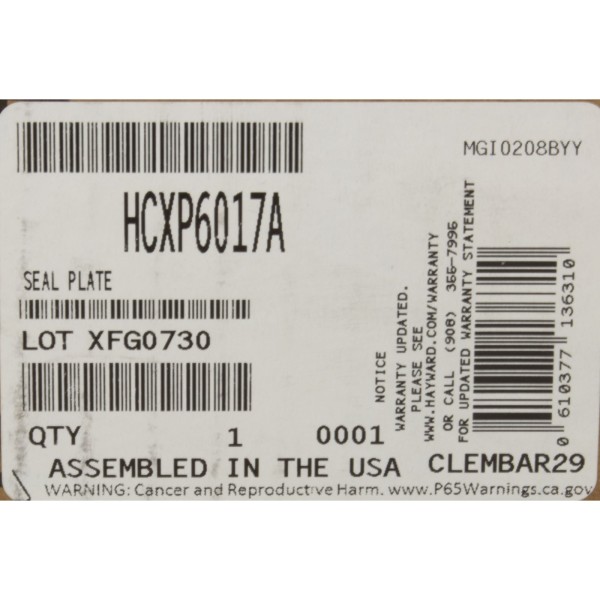 MGI0208BYY
HCXP6017A
SEAL PLATE
LOT XFG0730
QTY 1 0001
NOTICE
WARRANTY UPDATED.
PLEASE SEE
WWW.HAYWARD.COM/WARRANTY
OR CALL (908) 355-7995
FOR UPDATED WARRANTY STATEMENT
0 610377 136310
ASSEMBLED IN THE USA CLEMBAR29
WARNING: Cancer and Reproductive Harm. www.P65Warnings.ca.gov